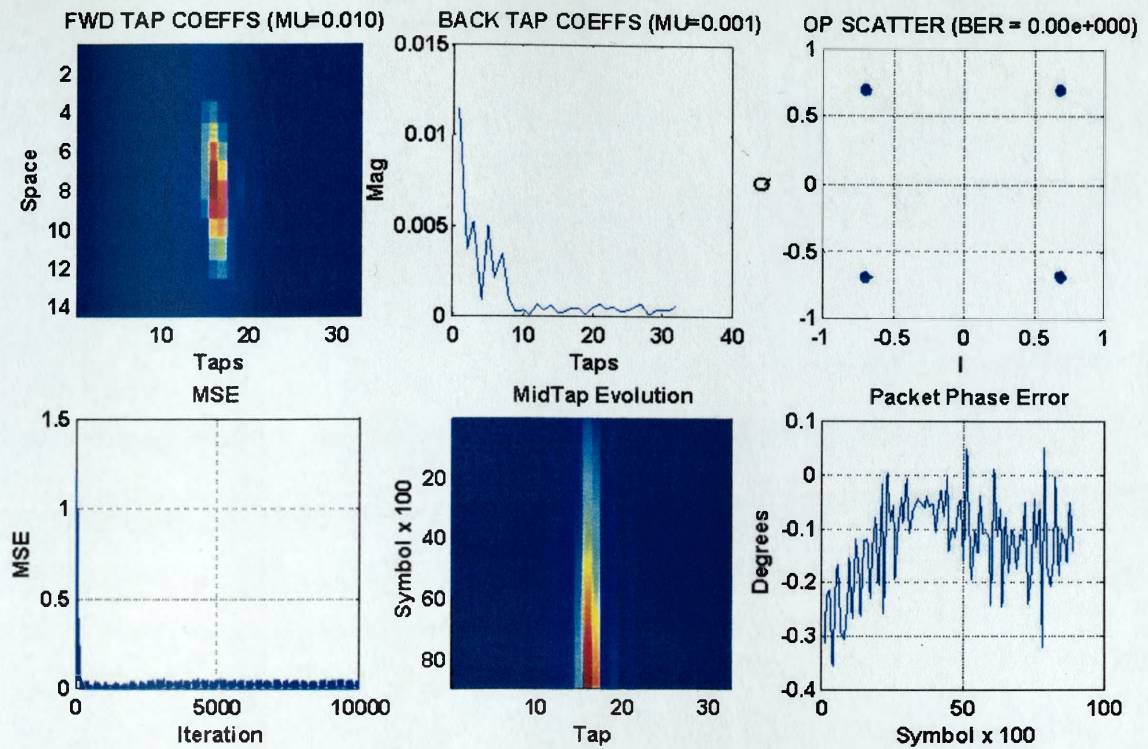 FWD TAP COEFFS (MU=0.010)
2
4
6
8
10
12
14
Space
10
20
30
Taps
BACK TAP COEFFS (MU=0.001)
0.015
0.01
0.005
0
Mag
0
10
20
30
40
Taps
OP SCATTER (BER = 0.00e+000)
1
0.5
0
-0.5
-1
Q
-1
-0.5
0
0.5
1
I
MSE
1.5
1
0.5
0
MSE
0
5000
10000
Iteration
MidTap Evolution
20
40
60
80
Symbol x 100
10
20
30
Tap
Packet Phase Error
0.1
0
-0.1
-0.2
-0.3
-0.4
Degrees
0
50
100
Symbol x 100